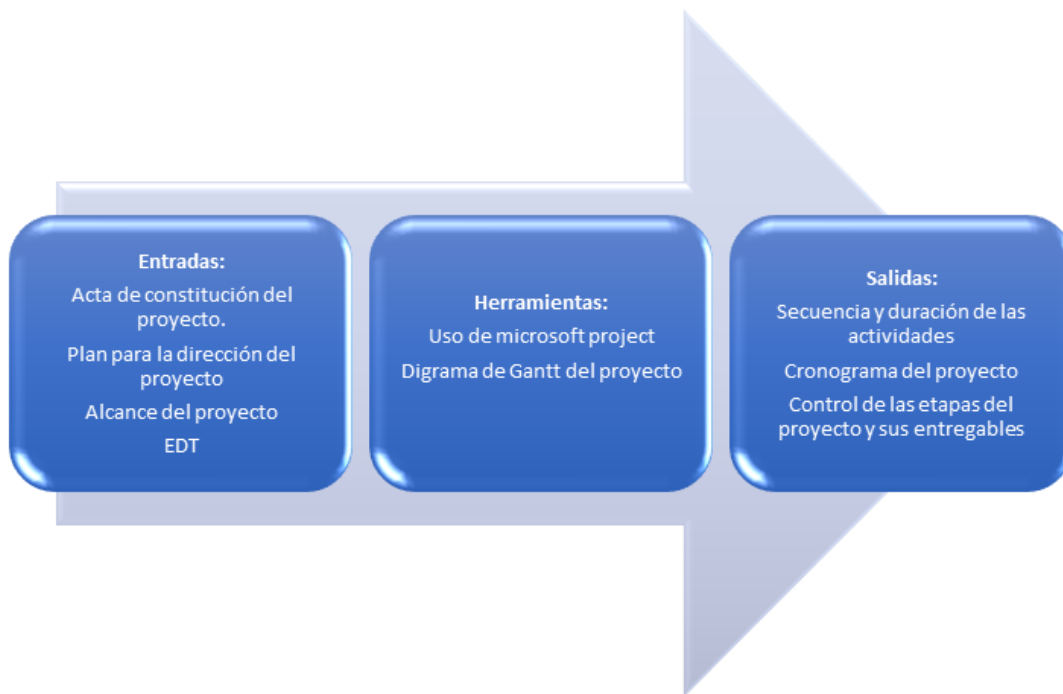 Entradas:
Acta de constitución del
proyecto.
Plan para la dirección del
proyecto
Alcance del proyecto
EDT
Herramientas:
Uso de microsoft project
Digrama de Gantt del proyecto
Salidas:
Secuencia y duración de las
actividades
Cronograma del proyecto
Control de las etapas del
proyecto y sus entregables